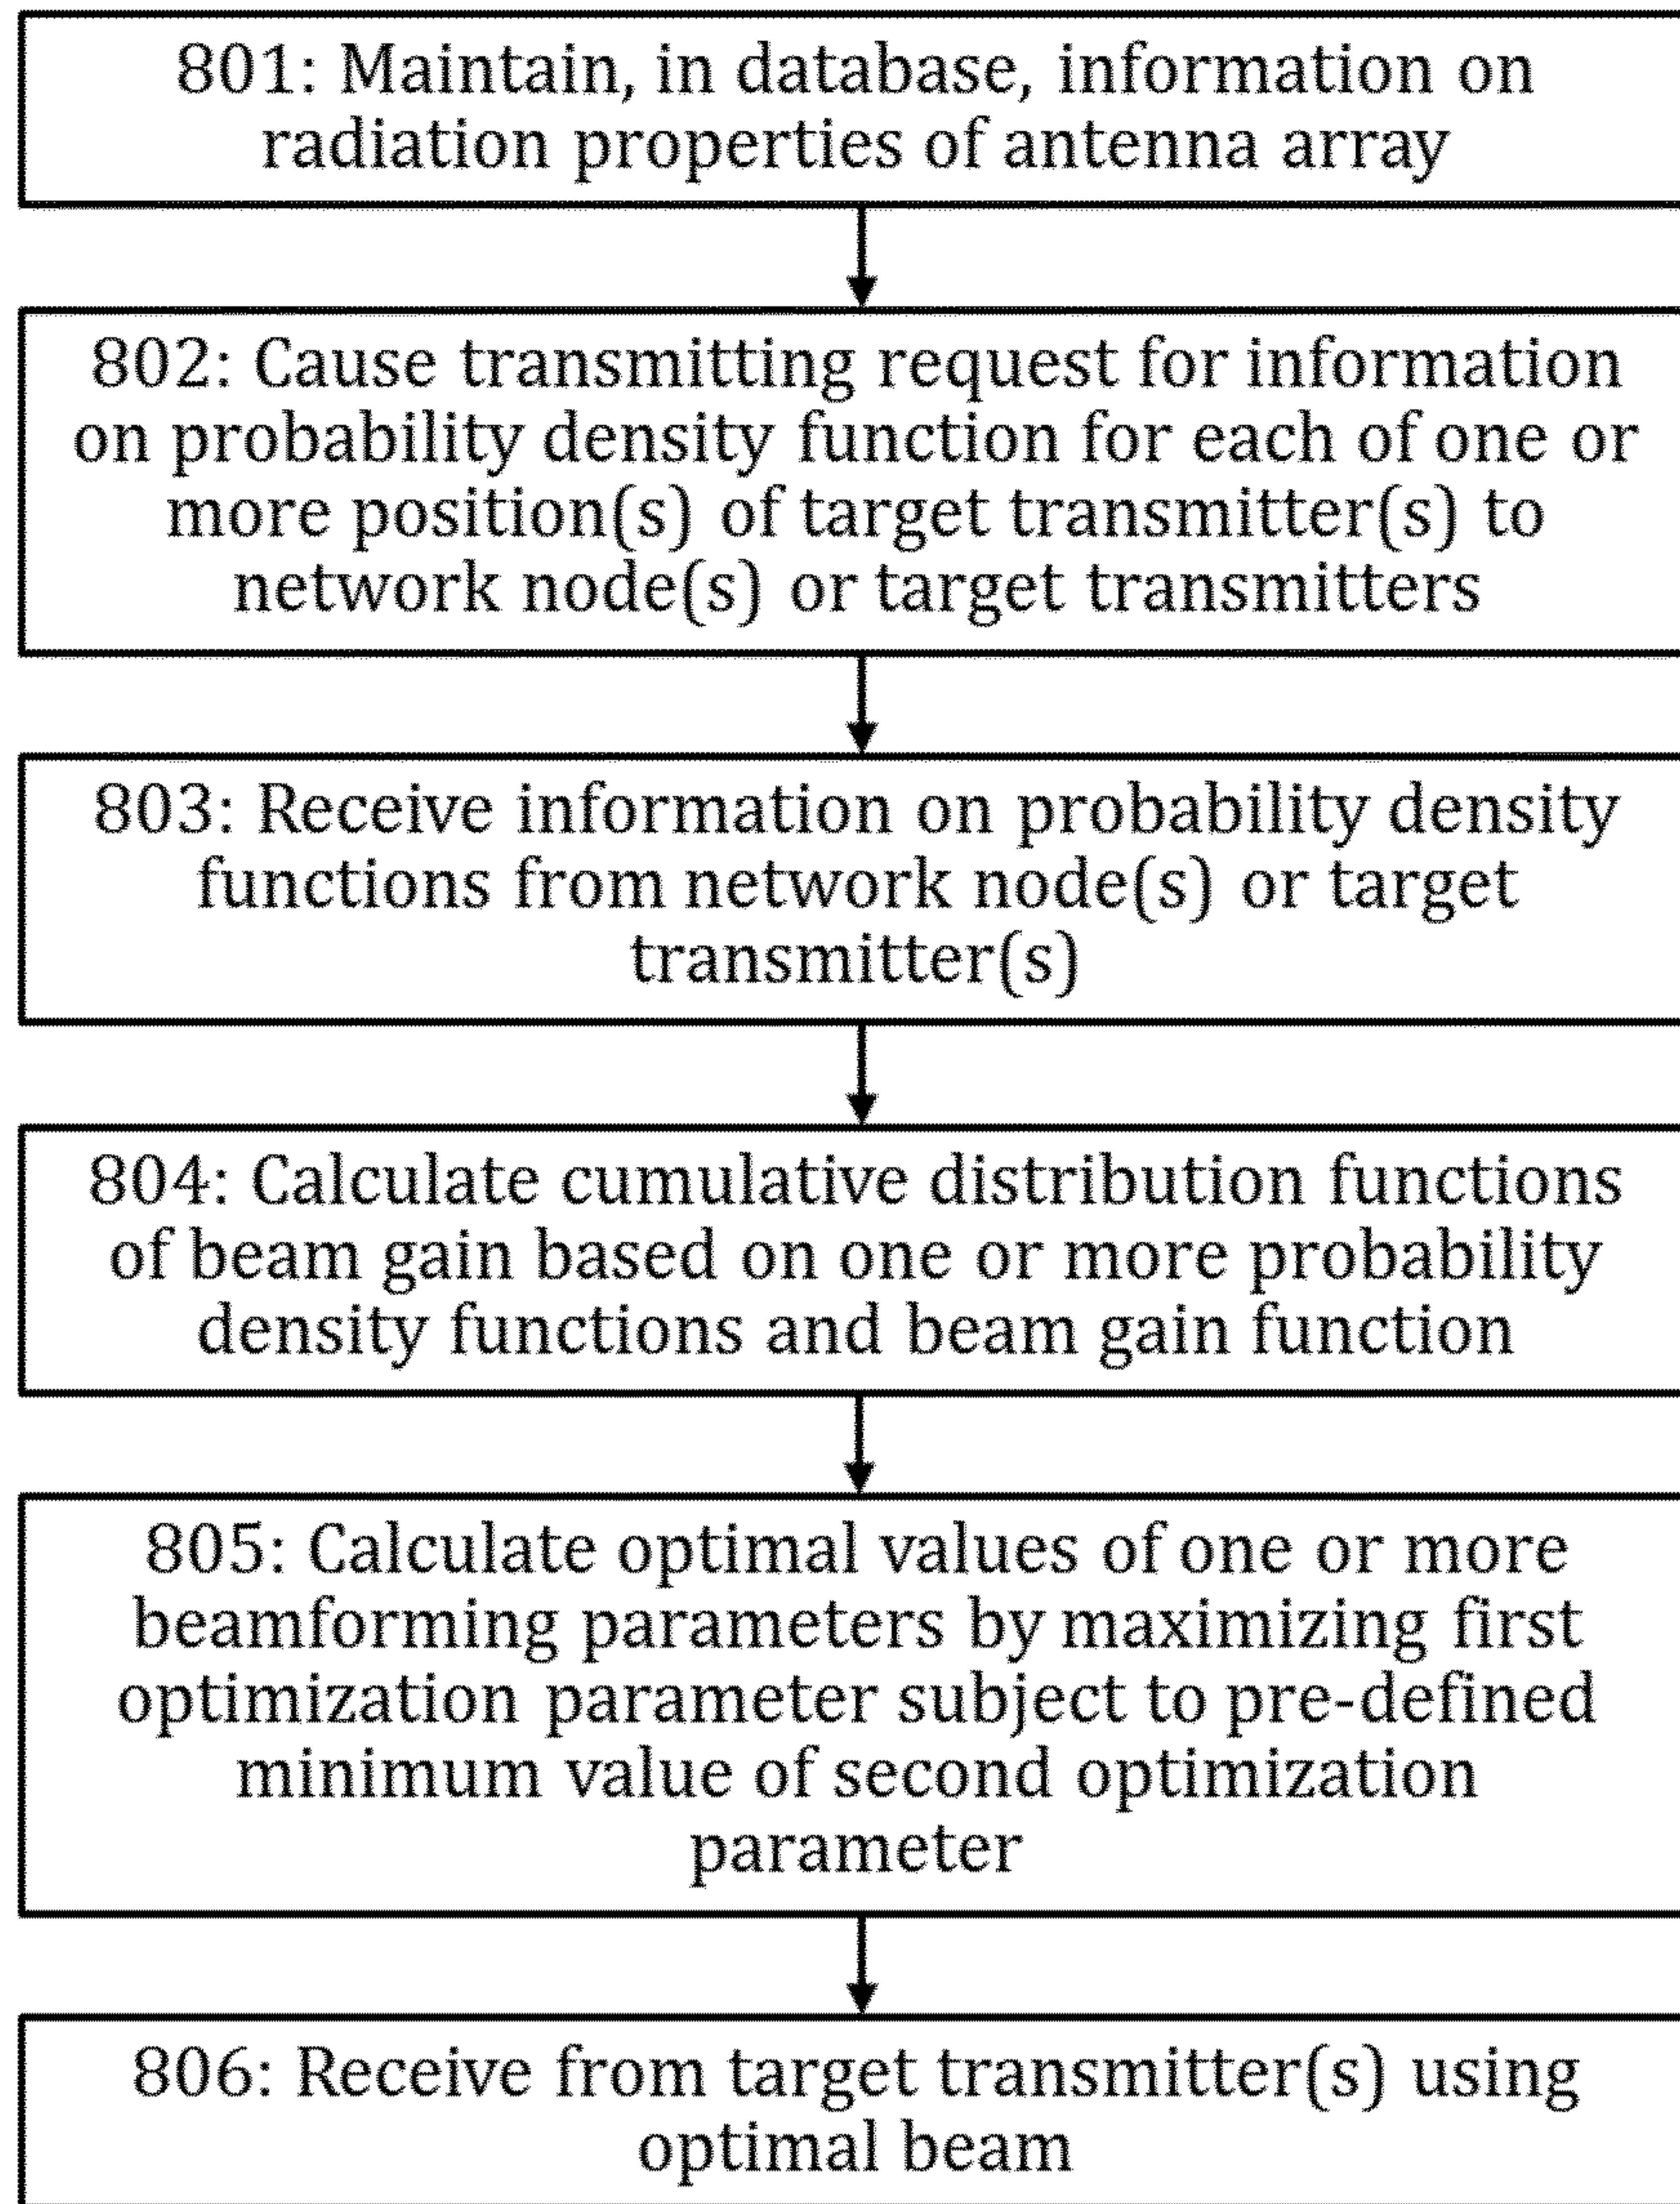 801: Maintain, in database, information on
radiation properties of antenna array
802: Cause transmitting request for information
on probability density function for each of one or
more position(s) of target transmitter(s) to
network node(s) or target transmitters
803: Receive information on probability density
functions from network node(s) or target
transmitter(s)
804: Calculate cumulative distribution functions
of beam gain based on one or more probability
density functions and beam gain function
805: Calculate optimal values of one or more
beamforming parameters by maximizing first
optimization parameter subject to pre-defined
minimum value of second optimization
parameter
806: Receive from target transmitter(s) using
optimal beam